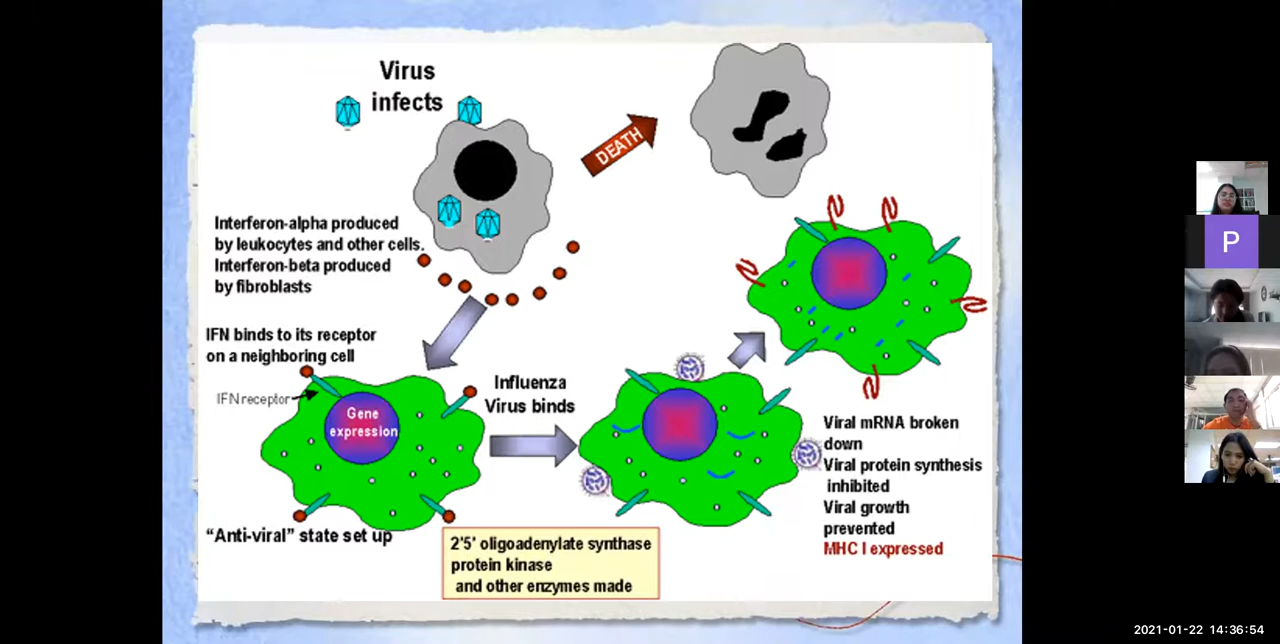 Virus
infects
DEATH
Interferon-alpha produced
by leukocytes and other cells.
Interferon-beta produced
by fibroblasts
IFN binds to its receptor
on a neighboring cell
IFN receptor
Gene
expression
"Anti-viral" state set up
Influenza
Virus binds
2'5' oligoadenylate synthase
protein kinase
and other enzymes made
Viral mRNA broken
down
Viral protein synthesis
inhibited
Viral growth
prevented
MHC I expressed
P
2021-01-22 14:36:54